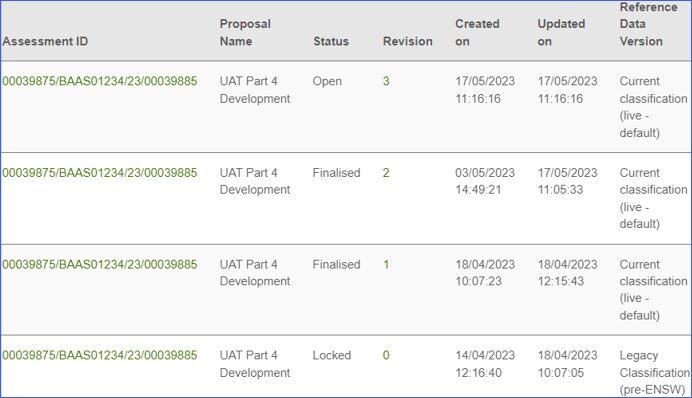 Assessment ID Proposal Name Status Revision Created on Updated on Reference Data Version
00039875/BAAS01234/23/00039885 UAT Part 4 Open 3 17/05/2023 17/05/2023 Current
Development 11:16:16 11:16:16 classification
(live -
default)
00039875/BAAS01234/23/00039885 UAT Part 4 Finalised 2 03/05/2023 17/05/2023 Current
Development 14:49:21 11:05:33 classification
(live -
default)
00039875/BAAS01234/23/00039885 UAT Part 4 Finalised 1 18/04/2023 18/04/2023 Current
Development 10:07:23 12:15:43 classification
(live -
default)
00039875/BAAS01234/23/00039885 UAT Part 4 Locked 0 14/04/2023 18/04/2023 Legacy
Development 12:16:40 10:07:05 Classification
(pre-ENSW)